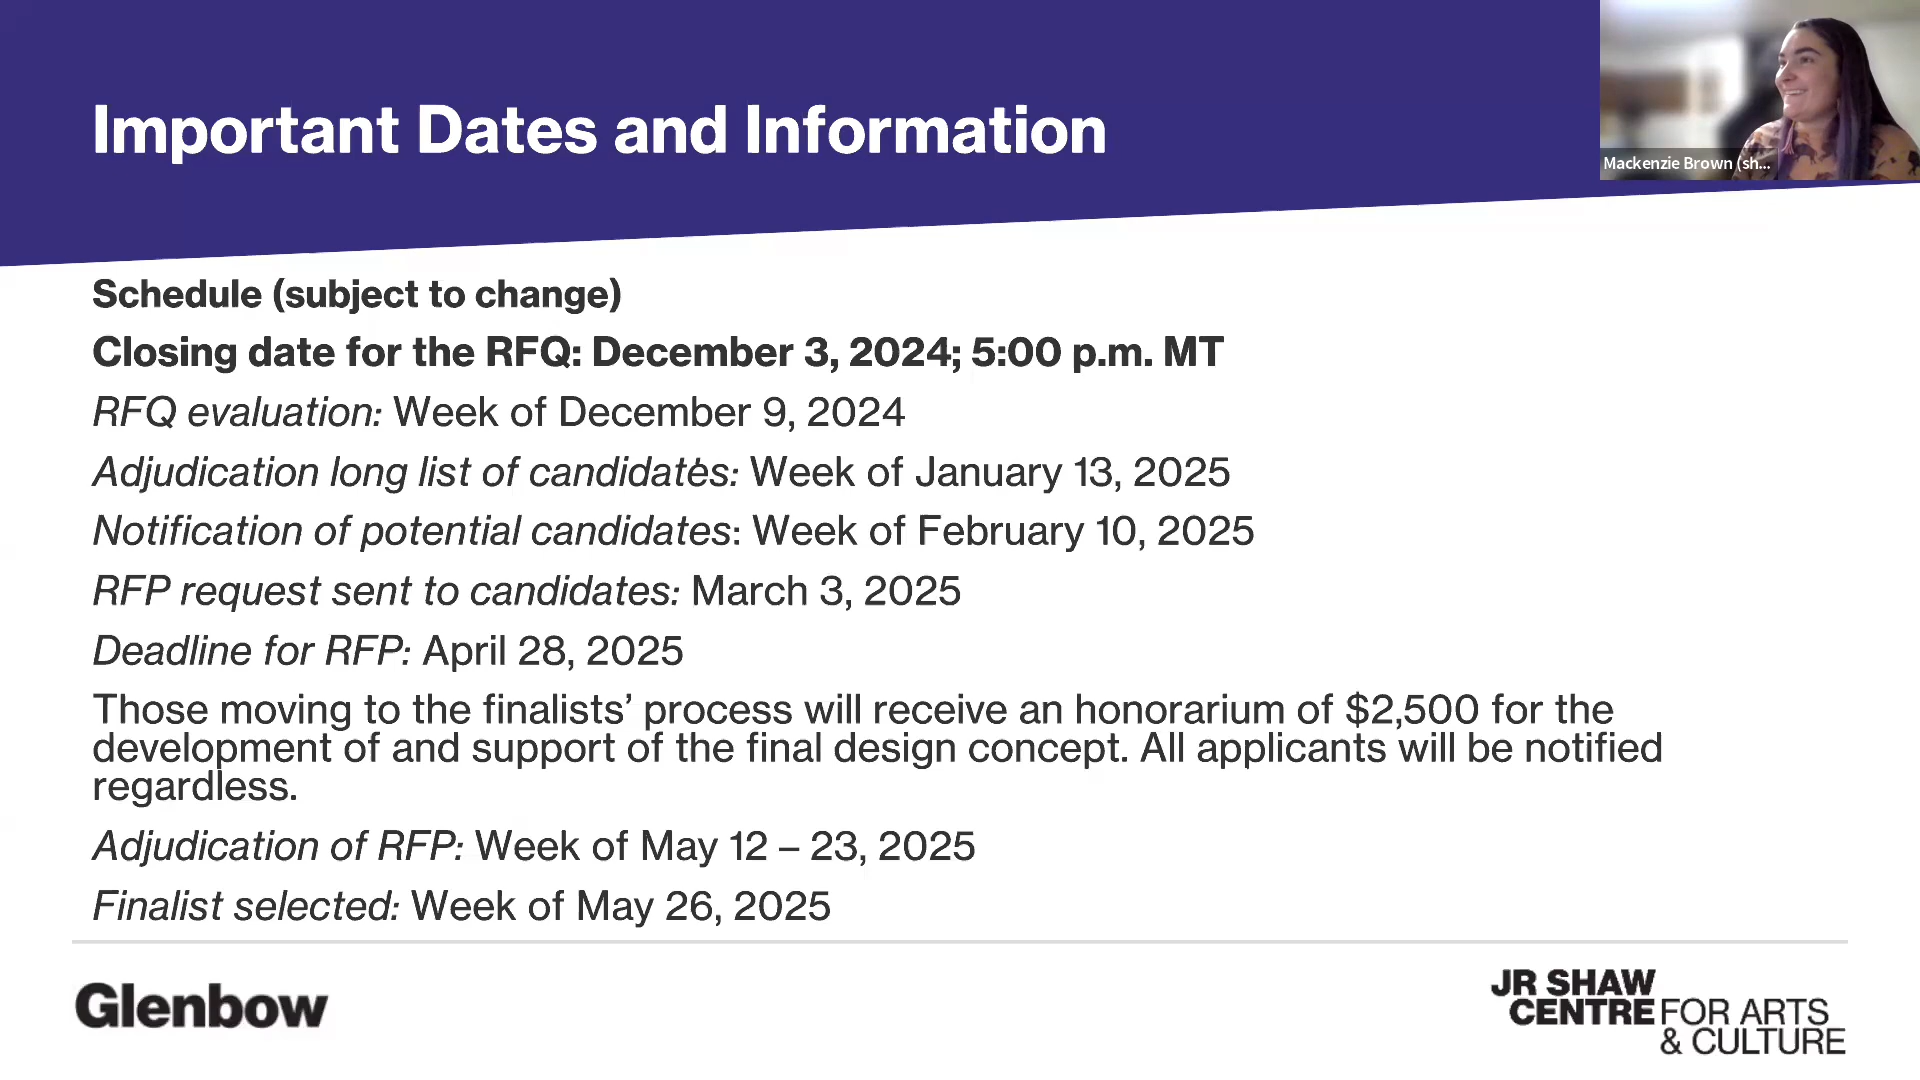 Important Dates and Information
Mackenzie Brown (sh...
Schedule (subject to change)
Closing date for the RFQ: December 3, 2024; 5:00 p.m. MT
RFQ evaluation: Week of December 9, 2024
Adjudication long list of candidates: Week of January 13, 2025
Notification of potential candidates: Week of February 10, 2025
RFP request sent to candidates: March 3, 2025
Deadline for RFP: April 28, 2025
Those moving to the finalists’ process will receive an honorarium of $2,500 for the
development of and support of the final design concept. All applicants will be notified
regardless.
Adjudication of RFP: Week of May 12 – 23, 2025
Finalist selected: Week of May 26, 2025
Glenbow
JR SHAW
CENTRE FOR ARTS
& CULTURE